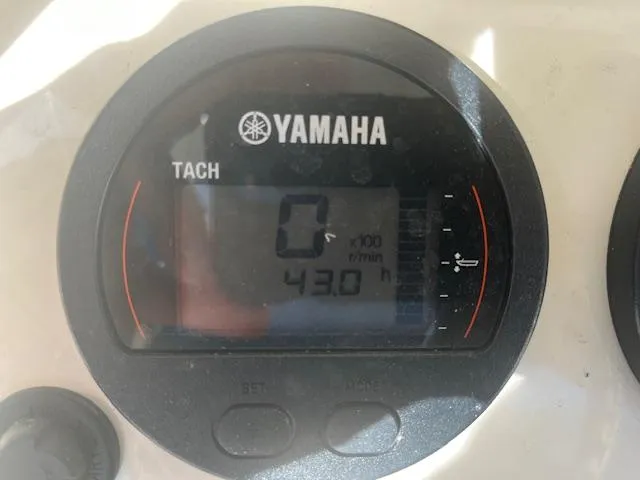 YAMAHA
TACH
0
x100
r/min
43.0 h
SET MODE